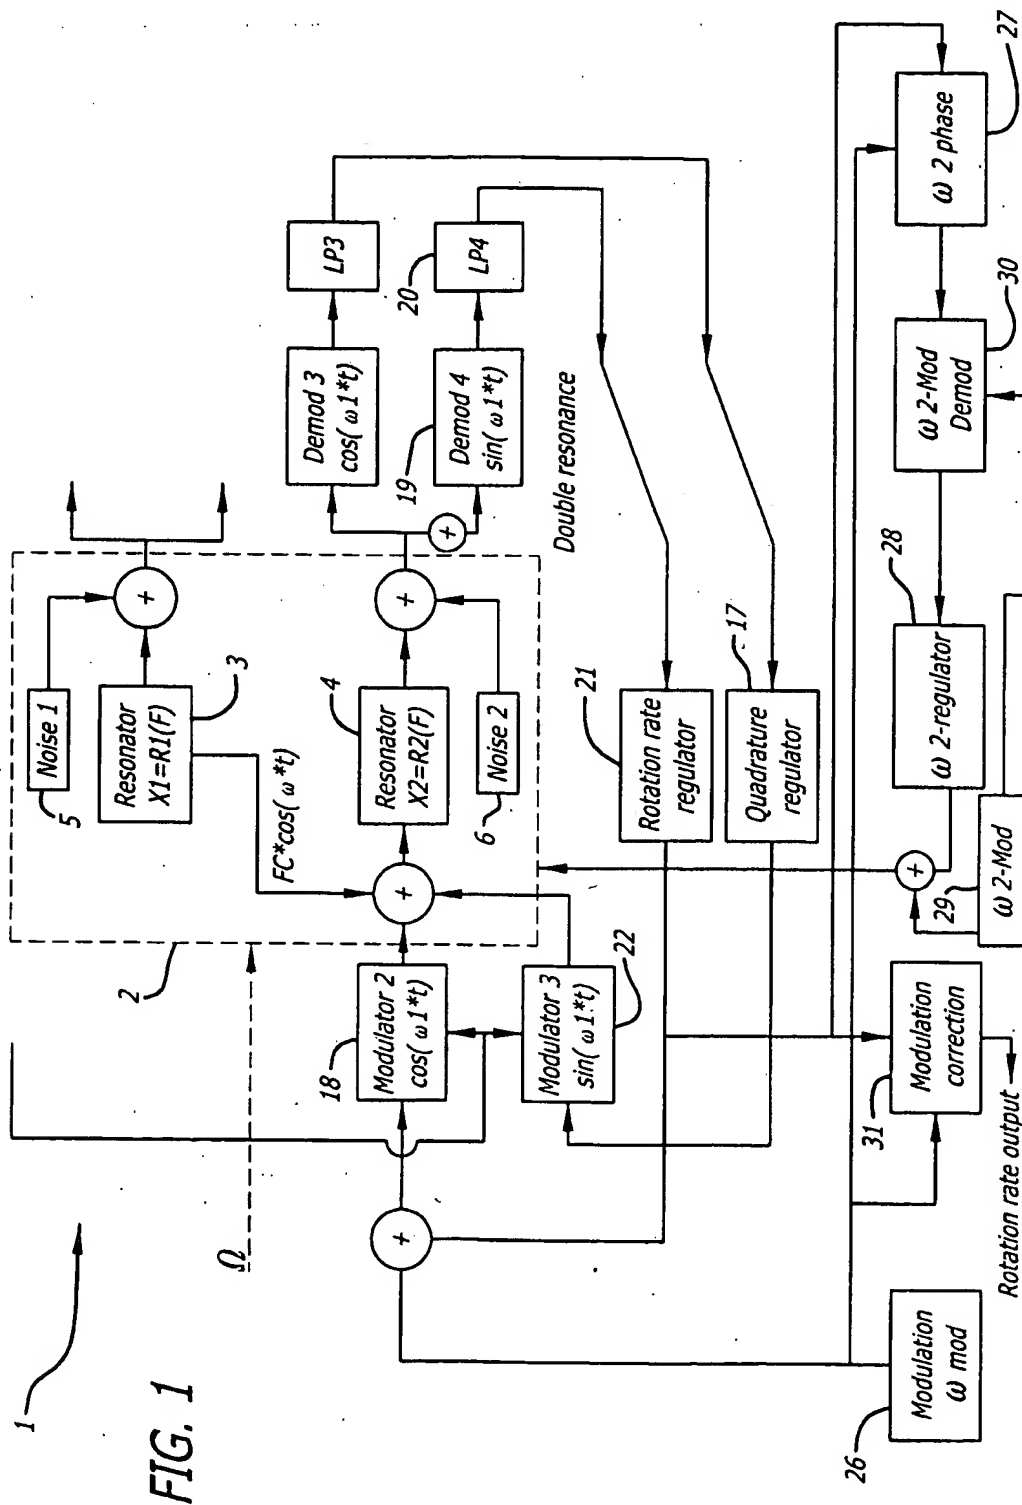 FIG. 1
1
2
Ω
Noise 1
5
Resonator
X1=R1(F)
3
FC*cos( ω*t)
+
Resonator
X2=R2(F)
4
Noise 2
6
+
+
+
Demod 3
cos( ω1*t)
LP3
Demod 4
sin( ω1*t)
19
LP4
20
Double resonance
Modulator 2
cos( ω1*t)
18
Modulator 3
sin( ω1*t)
22
+
Rotation rate
regulator
21
Quadrature
regulator
17
ω 2 phase
27
ω 2-Mod
Demod
30
ω 2-regulator
28
+
ω 2-Mod
29
Modulation
correction
31
Rotation rate output
Modulation
ω mod
26